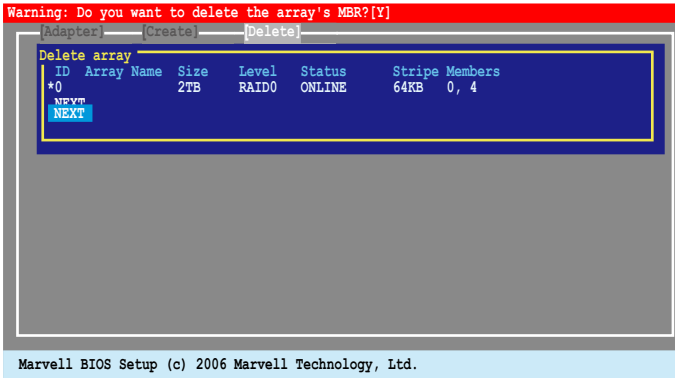 Warning: Do you want to delete the array's MBR?[Y]
[Adapter] [Create] [Delete]
Delete array
ID Array Name Size Level Status Stripe Members
*0 2TB RAID0 ONLINE 64KB 0, 4
NEXT
NEXT
Marvell BIOS Setup (c) 2006 Marvell Technology, Ltd.